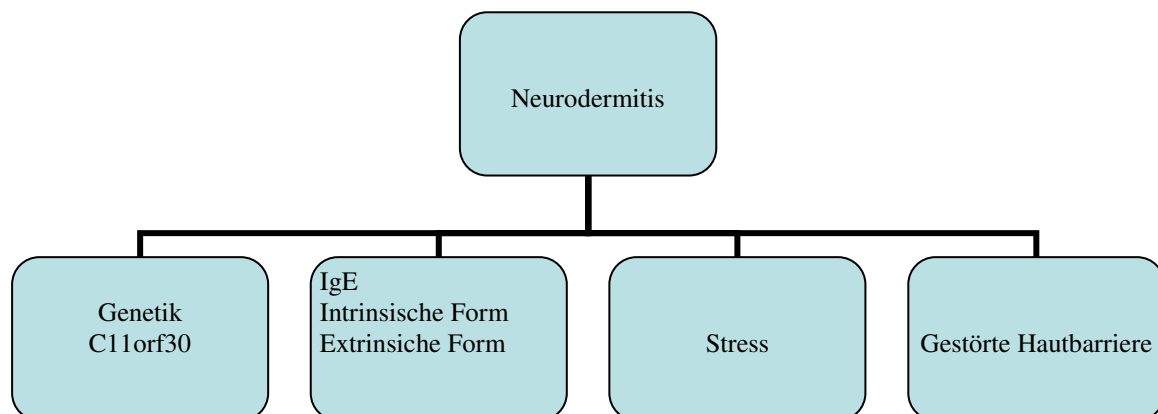 Neurodermitis
Genetik
C11orf30
IgE
Intrinsische Form
Extrinsiche Form
Stress
Gestörte Hautbarriere